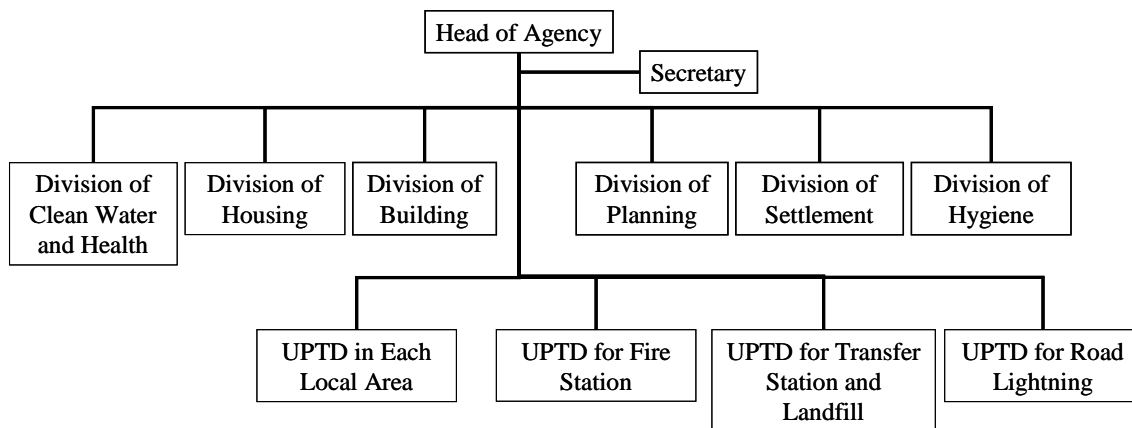 Head of Agency
Secretary
Division of
Clean Water
and Health
Division of
Housing
Division of
Building
Division of
Planning
Division of
Settlement
Division of
Hygiene
UPTD in Each
Local Area
UPTD for Fire
Station
UPTD for Transfer
Station and
Landfill
UPTD for Road
Lightning